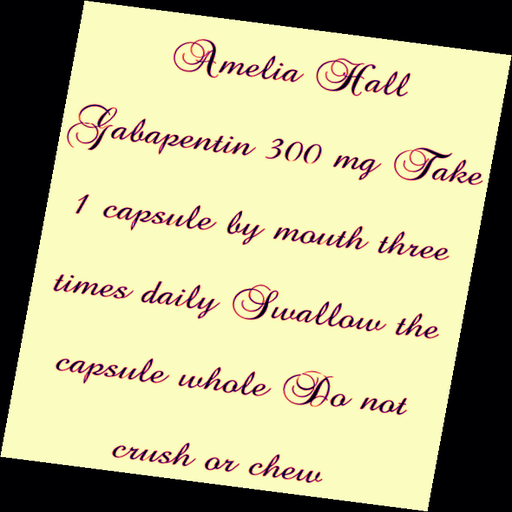 Amelia Hall
Gabapentin 300 mg Take
1 capsule by mouth three
times daily Swallow the
capsule whole Do not
crush or chew